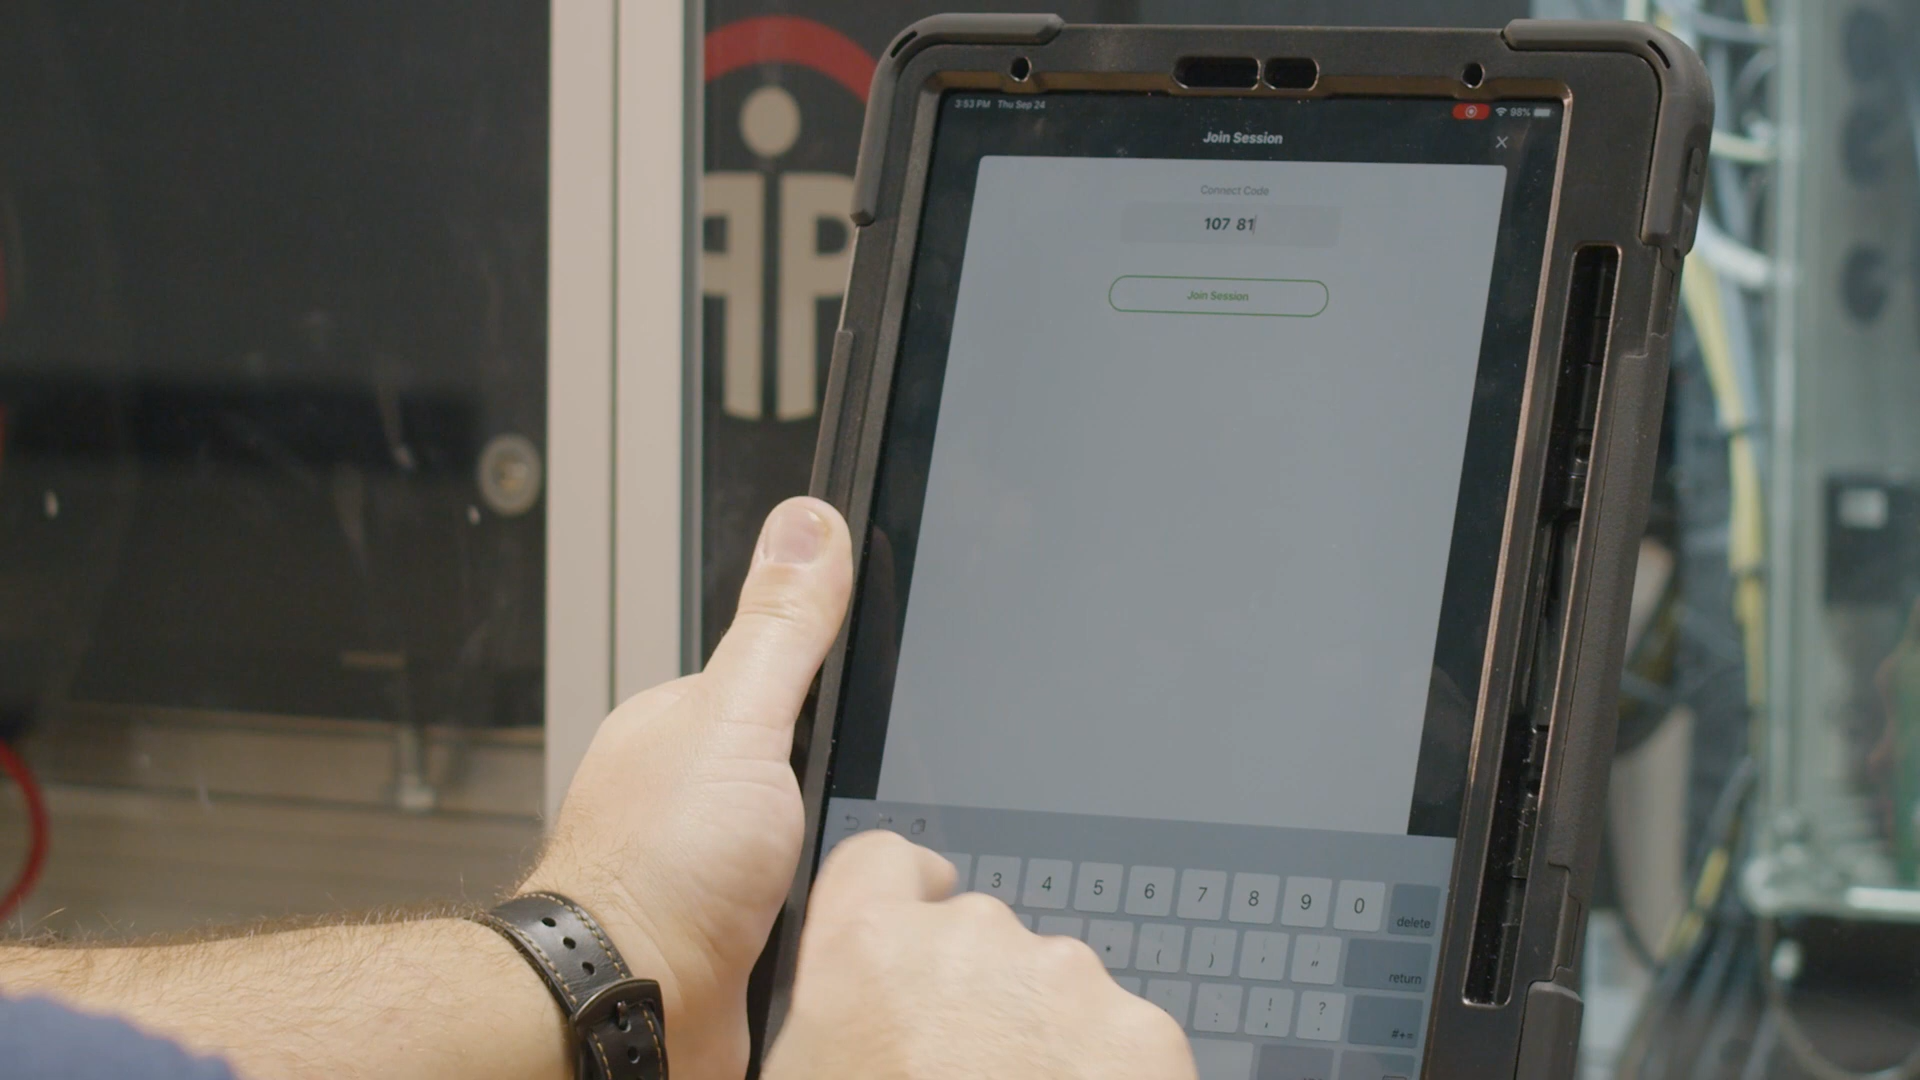 3:53 PM Thu Sep 24
98%
Join Session
Connect Code
107 81
Join Session
3 4 5 6 7 8 9 0
delete
return
#+=